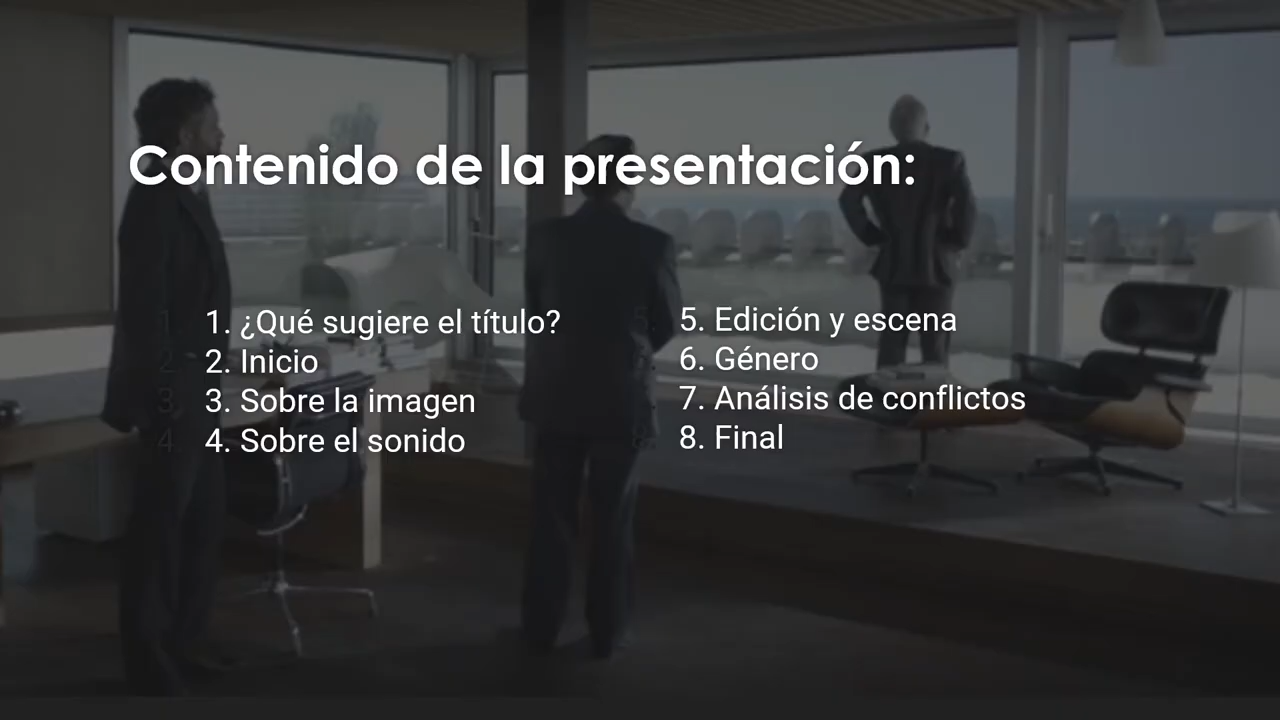 Contenido de la presentación:
1. ¿Qué sugiere el título?
2. Inicio
3. Sobre la imagen
4. Sobre el sonido
5. Edición y escena
6. Género
7. Análisis de conflictos
8. Final